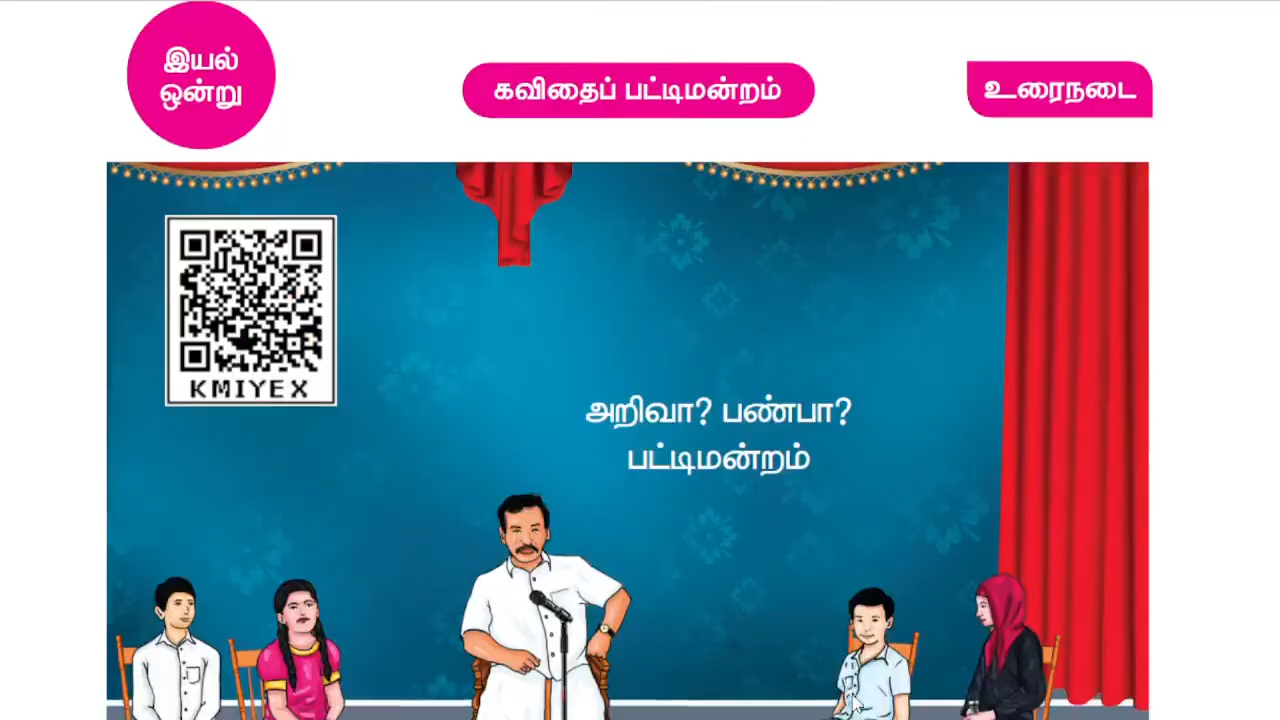 இயல்
ஒன்று
கவிதைப் பட்டிமன்றம்
உரைநடை
KMIYEX
அறிவா? பண்பா?
பட்டிமன்றம்